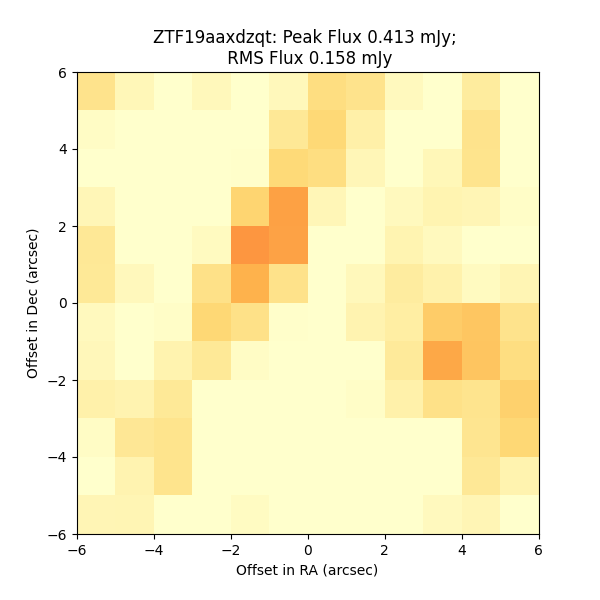 ZTF19aaxdzqt: Peak Flux 0.413 mJy;
RMS Flux 0.158 mJy
6
4
2
0
−2
−4
−6
Offset in Dec (arcsec)
−6 −4 −2 0 2 4 6
Offset in RA (arcsec)